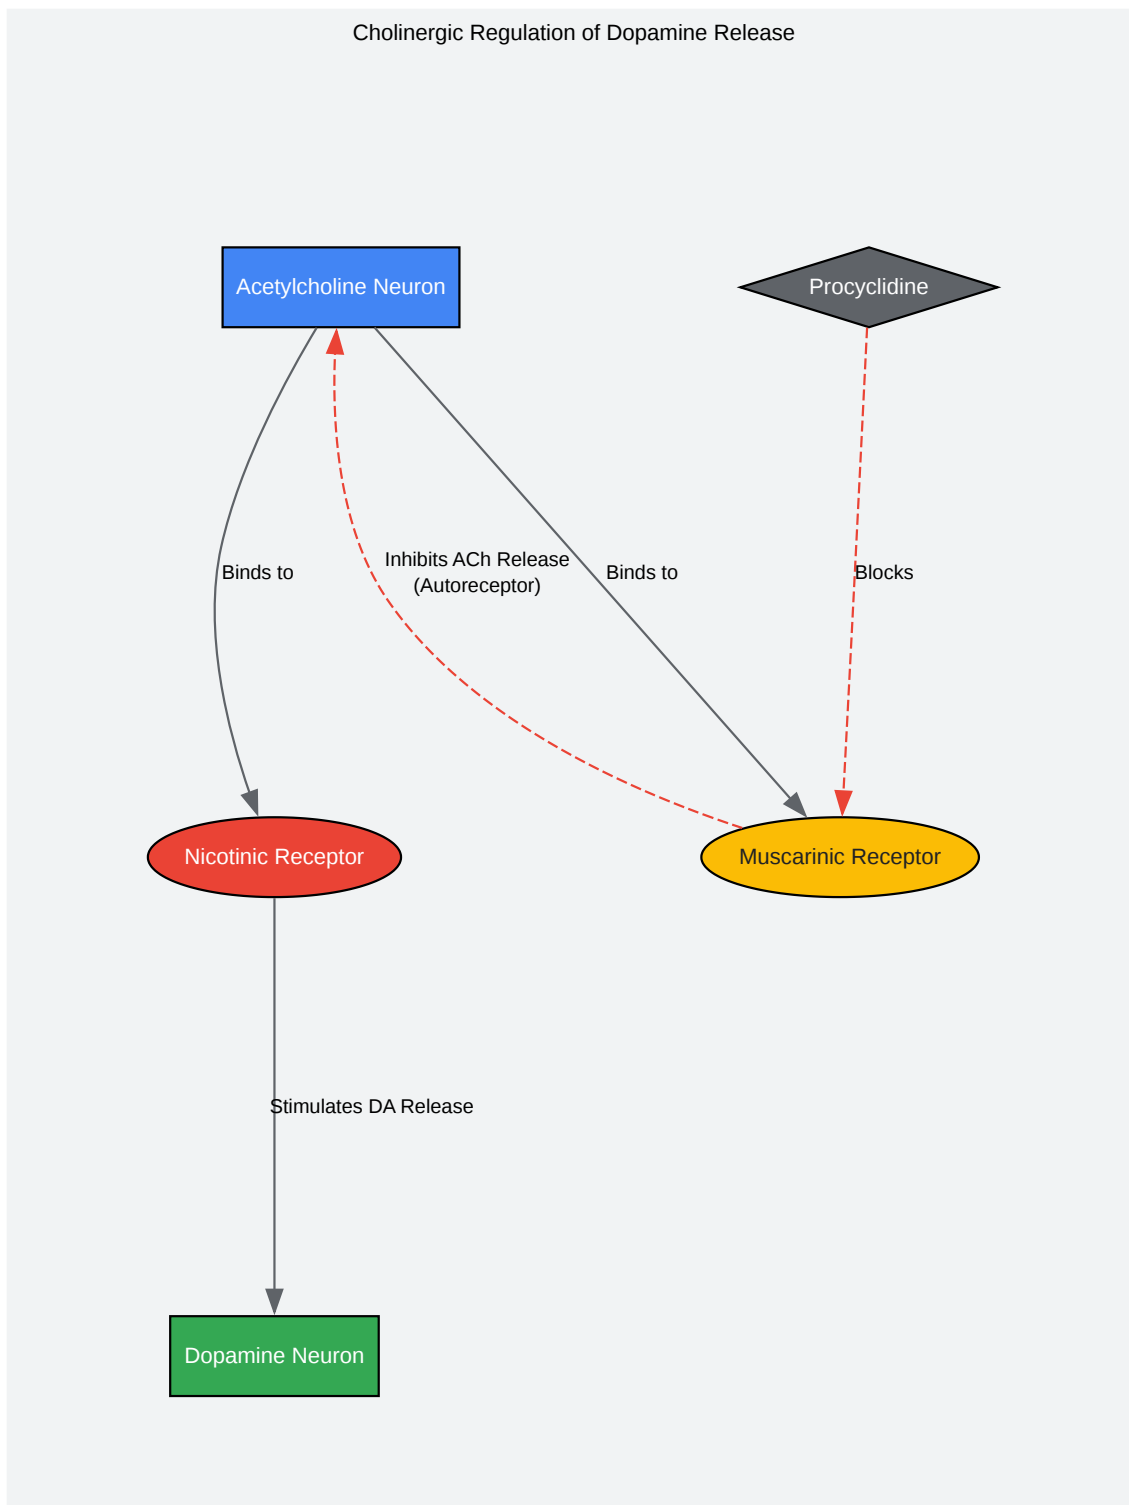 Cholinergic Regulation of Dopamine Release
Acetylcholine Neuron
Procyclidine
Binds to
Inhibits ACh Release
(Autoreceptor)
Binds to
Blocks
Nicotinic Receptor
Muscarinic Receptor
Stimulates DA Release
Dopamine Neuron